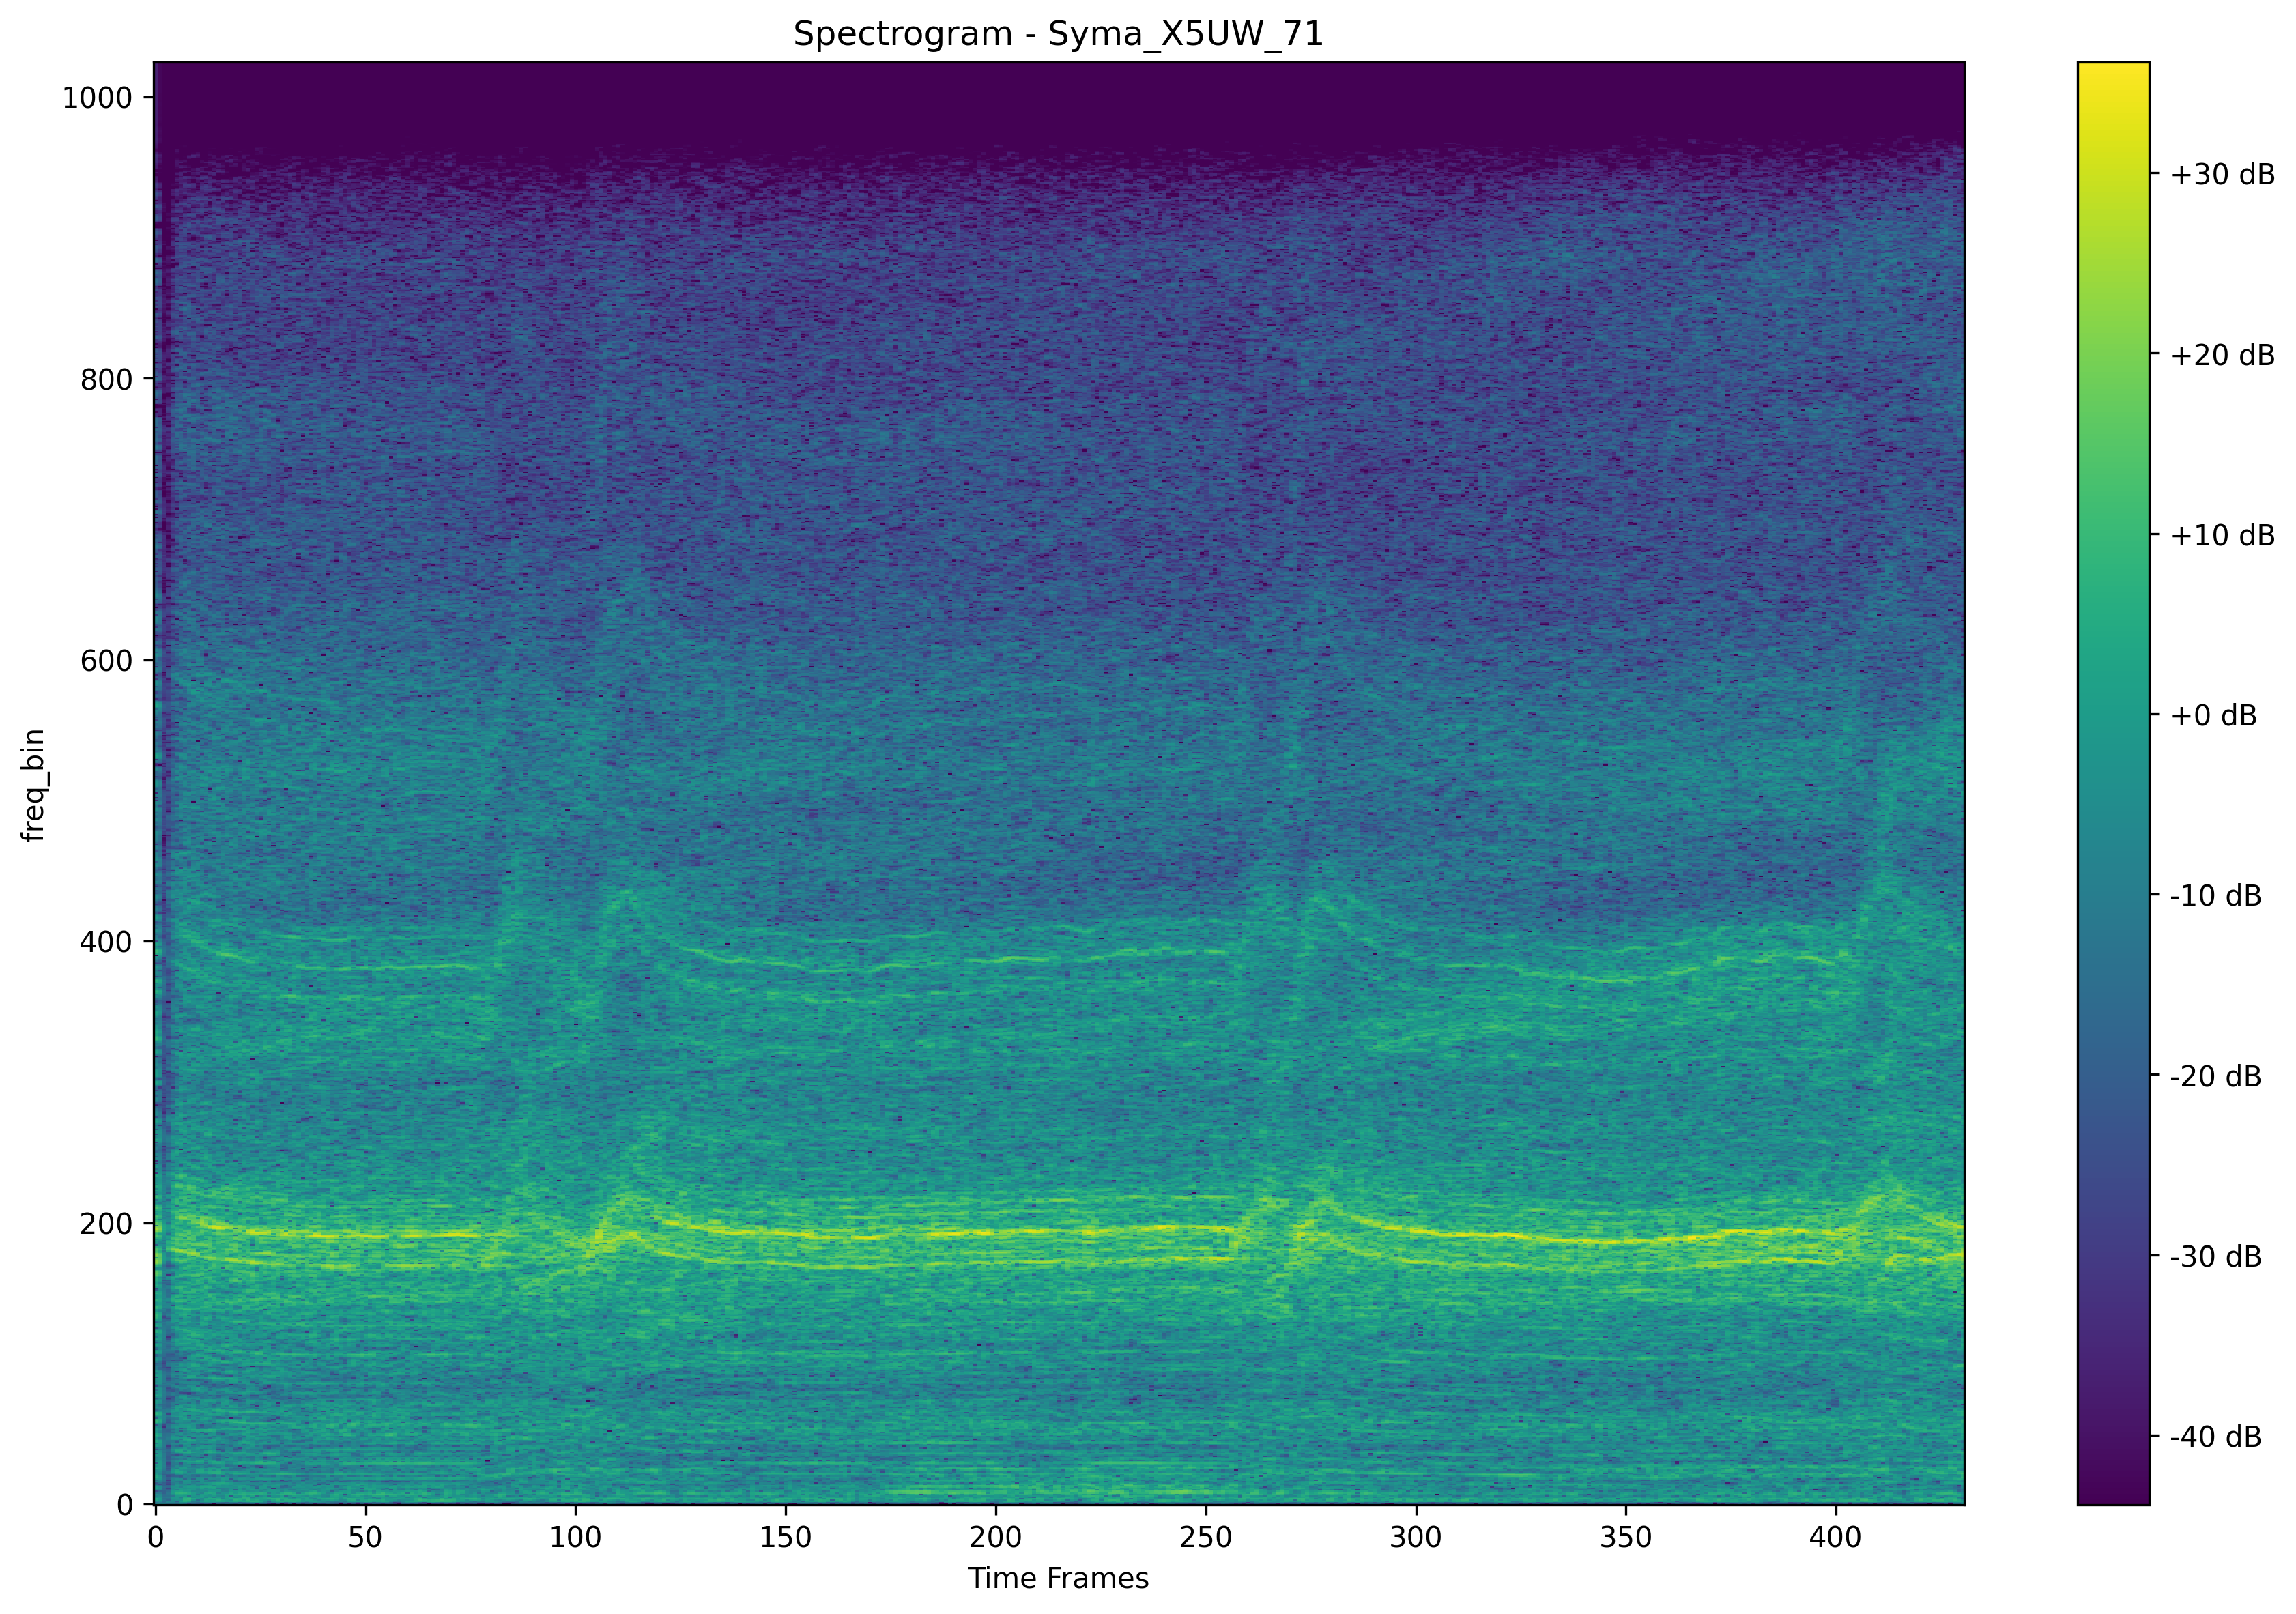 Spectrogram - Syma_X5UW_71
1000
800
600
400
200
0
freq_bin
0 50 100 150 200 250 300 350 400
Time Frames
+30 dB
+20 dB
+10 dB
+0 dB
-10 dB
-20 dB
-30 dB
-40 dB